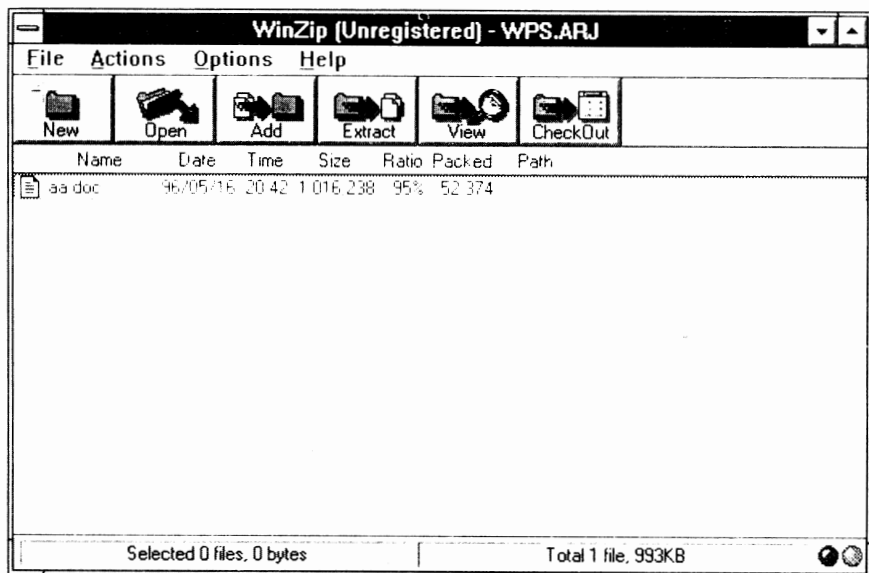 WinZip (Unregistered) - WPS.ARJ
File Actions Options Help
New Open Add Extract View CheckOut
Name Date Time Size Ratio Packed Path
aa doc 96/05/16 20 42 1 016 238 95% 52 374
Selected 0 files, 0 bytes Total 1 file, 993KB